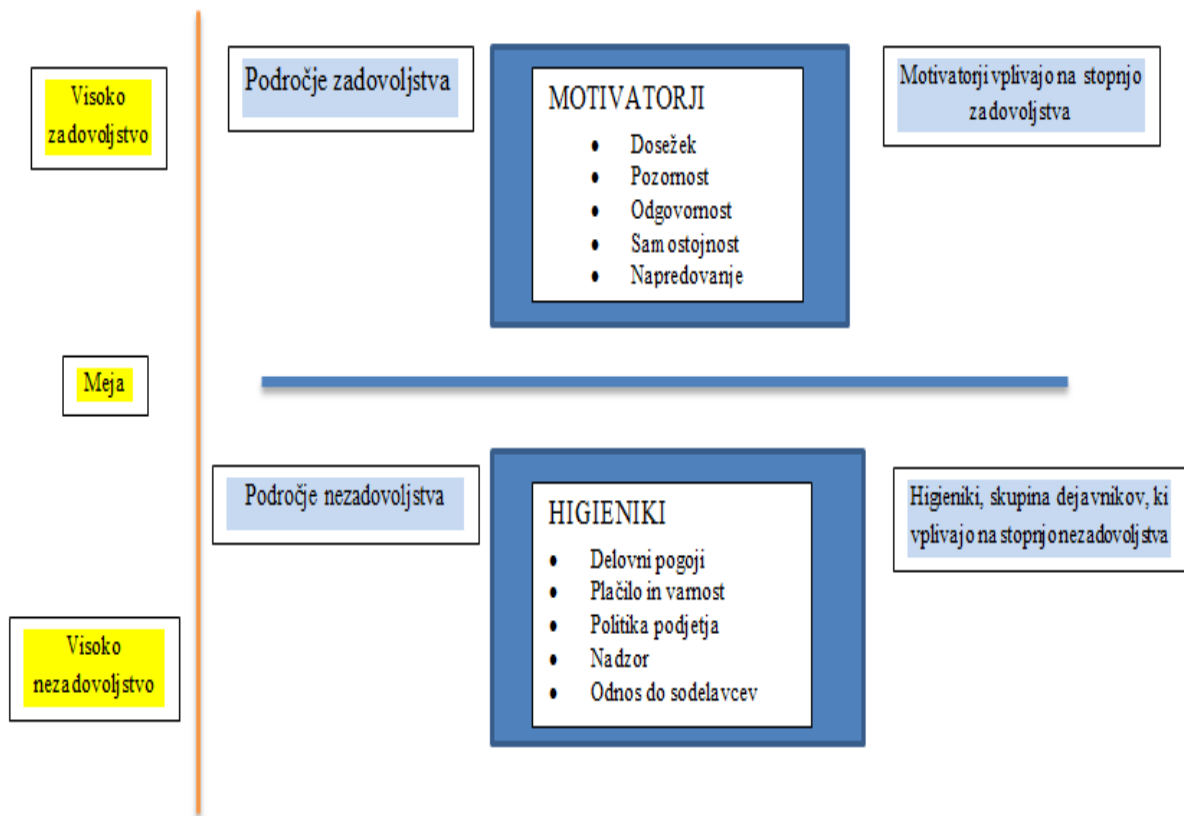 Visoko
zadovoljstvo
Področje zadovoljstva
MOTIVATORJI
• Dosežek
• Pozornost
• Odgovornost
• Samostojnost
• Napredovanje
Motivatorji vplivajo na stopnjo
zadovoljstva
Meja
Področje nezadovoljstva
HIGIENIKI
• Delovni pogoji
• Plačilo in varnost
• Politika podjetja
• Nadzor
• Odnos do sodelavcev
Higieniki, skupina dejavnikov, ki
vplivajo na stopnjo nezadovoljstva
Visoko
nezadovoljstvo